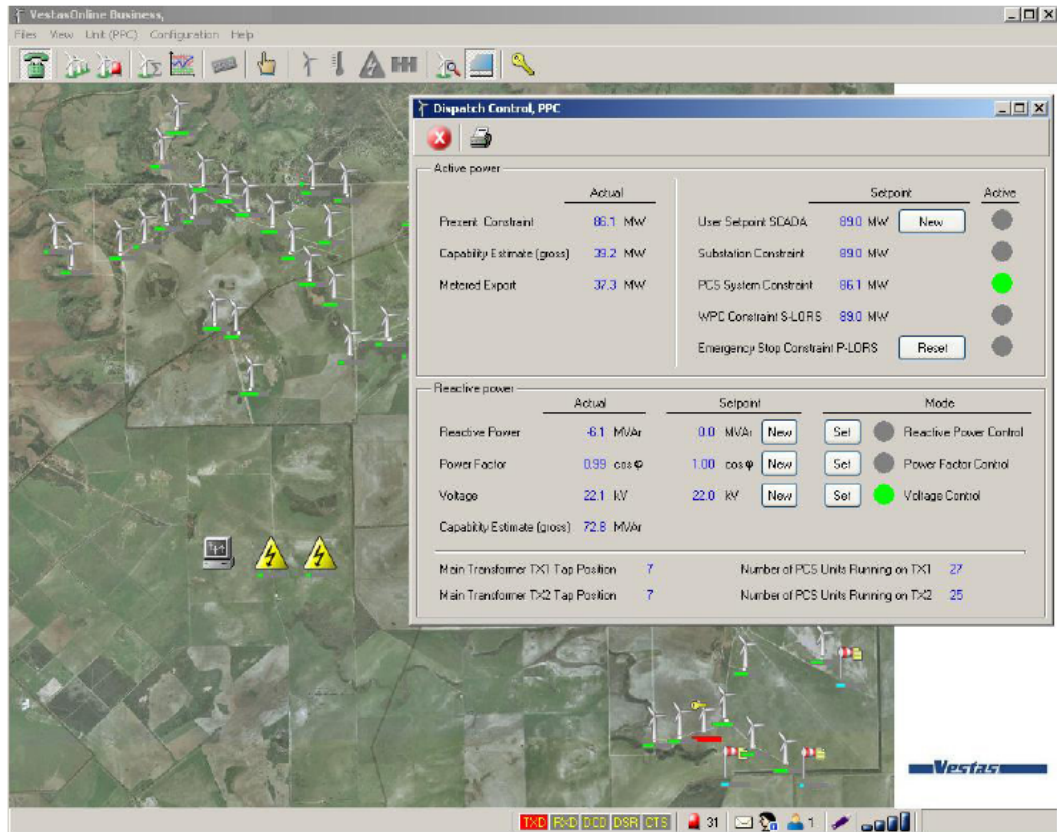 VestasOnline Business,
Files View Unit (PPC) Configuration Help
Dispatch Control, PPC
Active power
Actual
Setpoint Active
Prezent Constraint 86.1 MW
User Setpoint SCADA 89.0 MW New
Capability Estimate (gross) 39.2 MW
Substation Constraint 89.0 MW
Metered Export 37.3 MW
PCS System Constraint 86.1 MW
WPC Constraint S-LORS 89.0 MW
Emergency Stop Constraint P-LORS Reset
Reactive power
Actual Setpoint Mode
Reactive Power -6.1 MVAr 0.0 MVAr New Set Reactive Power Control
Power Factor 0.99 cos φ 1.00 cos φ New Set Power Factor Control
Voltage 22.1 kV 22.0 kV New Set Voltage Control
Capability Estimate (gross) 72.8 MVAr
Main Transformer TX1 Tap Position 7 Number of PCS Units Running on TX1 27
Main Transformer TX2 Tap Position 7 Number of PCS Units Running on TX2 25
Vestas
TXD RXD DCD DSR CTS 31 1